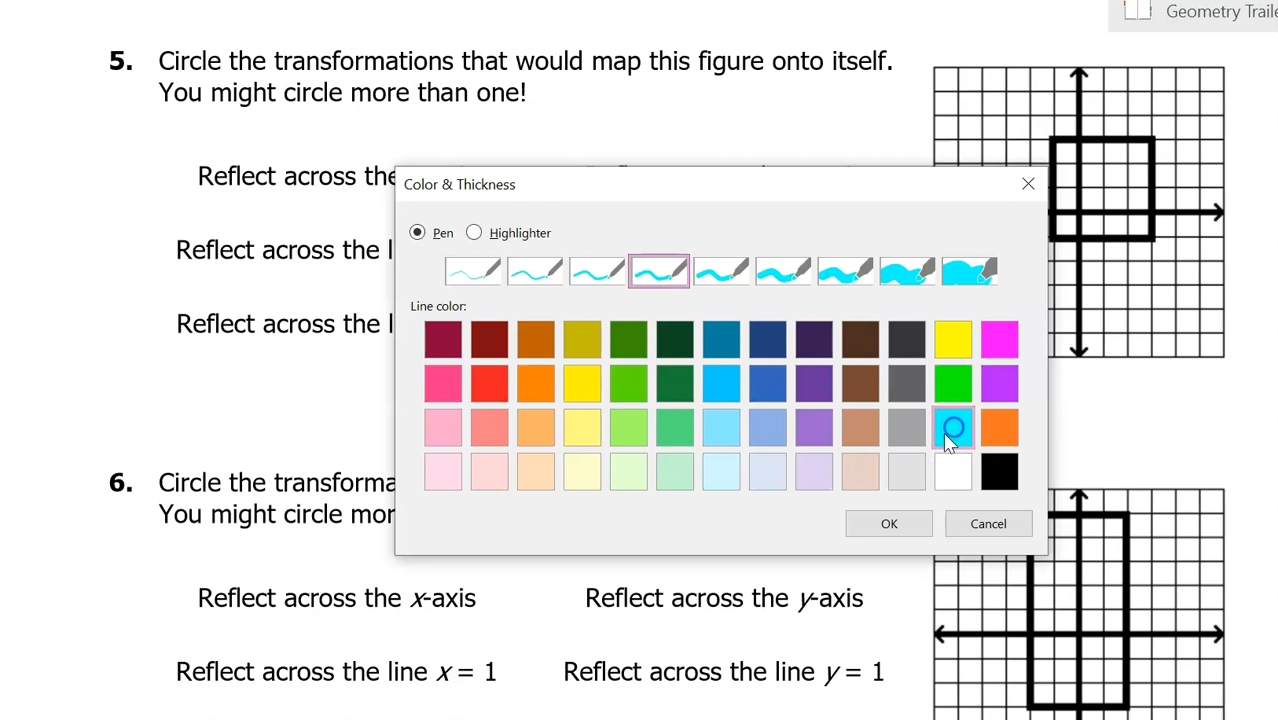 Geometry Traile
5. Circle the transformations that would map this figure onto itself.
You might circle more than one!
Reflect across the
Reflect across the l
Reflect across the l
Color & Thickness
Pen Highlighter
Line color:
OK Cancel
6. Circle the transforma
You might circle mor
Reflect across the x-axis Reflect across the y-axis
Reflect across the line x = 1 Reflect across the line y = 1